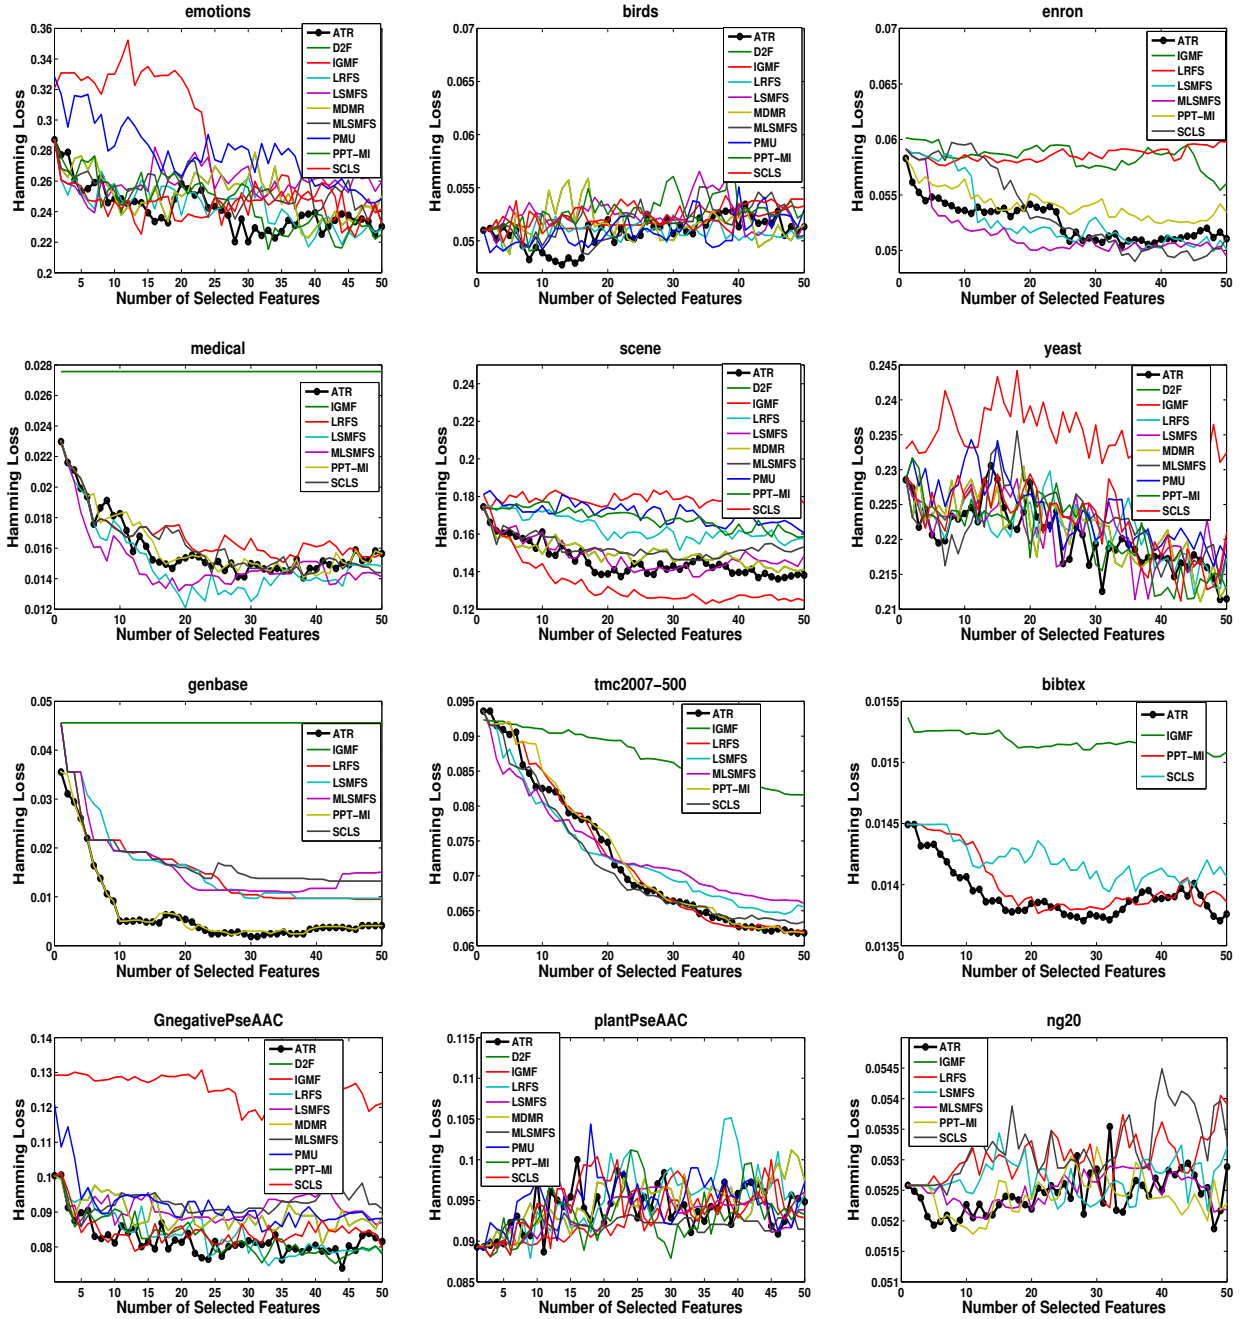 emotions
Hamming Loss
0.36
0.34
0.32
0.3
0.28
0.26
0.24
0.22
0.2
ATR
D2F
IGMF
LRFS
LSMFS
MDMR
MLSMFS
PMU
PPT-MI
SCLS
0 5 10 15 20 25 30 35 40 45 50
Number of Selected Features
birds
Hamming Loss
0.07
0.065
0.06
0.055
0.05
ATR
D2F
IGMF
LRFS
LSMFS
MDMR
MLSMFS
PMU
PPT-MI
SCLS
0 10 20 30 40 50
Number of Selected Features
enron
Hamming Loss
0.07
0.065
0.06
0.055
0.05
ATR
IGMF
LRFS
LSMFS
MLSMFS
PPT-MI
SCLS
0 10 20 30 40 50
Number of Selected Features
medical
Hamming Loss
0.028
0.026
0.024
0.022
0.02
0.018
0.016
0.014
0.012
ATR
IGMF
LRFS
LSMFS
MLSMFS
PPT-MI
SCLS
0 10 20 30 40 50
Number of Selected Features
scene
Hamming Loss
0.24
0.22
0.2
0.18
0.16
0.14
0.12
ATR
D2F
IGMF
LRFS
LSMFS
MDMR
MLSMFS
PMU
PPT-MI
SCLS
0 10 20 30 40 50
Number of Selected Features
yeast
Hamming Loss
0.245
0.24
0.235
0.23
0.225
0.22
0.215
0.21
ATR
D2F
IGMF
LRFS
LSMFS
MDMR
MLSMFS
PMU
PPT-MI
SCLS
0 10 20 30 40 50
Number of Selected Features
genbase
Hamming Loss
0.05
0.04
0.03
0.02
0.01
0
ATR
IGMF
LRFS
LSMFS
MLSMFS
PPT-MI
SCLS
0 10 20 30 40 50
Number of Selected Features
tmc2007-500
Hamming Loss
0.095
0.09
0.085
0.08
0.075
0.07
0.065
0.06
ATR
IGMF
LRFS
LSMFS
MLSMFS
PPT-MI
SCLS
0 10 20 30 40 50
Number of Selected Features
bibtex
Hamming Loss
0.0155
0.015
0.0145
0.014
0.0135
ATR
IGMF
PPT-MI
SCLS
0 10 20 30 40 50
Number of Selected Features
GnegativePseAAC
Hamming Loss
0.14
0.13
0.12
0.11
0.1
0.09
0.08
ATR
D2F
IGMF
LRFS
LSMFS
MDMR
MLSMFS
PMU
PPT-MI
SCLS
5 10 15 20 25 30 35 40 45 50
Number of Selected Features
plantPseAAC
Hamming Loss
0.115
0.11
0.105
0.1
0.095
0.09
0.085
ATR
D2F
IGMF
LRFS
LSMFS
MDMR
MLSMFS
PMU
PPT-MI
SCLS
5 10 15 20 25 30 35 40 45 50
Number of Selected Features
ng20
Hamming Loss
0.055
0.0545
0.054
0.0535
0.053
0.0525
0.052
0.0515
0.051
ATR
IGMF
LRFS
LSMFS
MLSMFS
PPT-MI
SCLS
0 10 20 30 40 50
Number of Selected Features